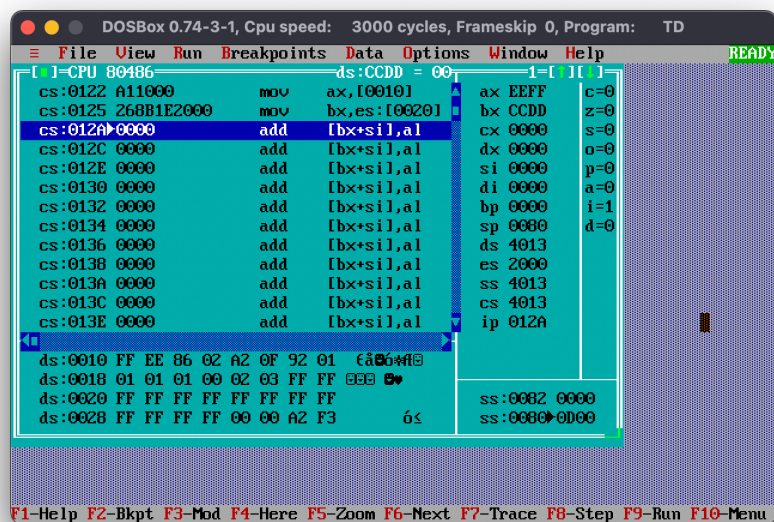 DOSBox 0.74-3-1, Cpu speed: 3000 cycles, Frameskip 0, Program: TD
≡ File View Run Breakpoints Data Options Window Help READY
[■]=CPU 80486 ds:CCDD = 00 1=[↑][↓]
cs:0122 A11000 mov ax,[0010] ax EEFF c=0
cs:0125 268B1E2000 mov bx,es:[0020] bx CCDD z=0
cs:012A▶0000 add [bx+si],al cx 0000 s=0
cs:012C 0000 add [bx+si],al dx 0000 o=0
cs:012E 0000 add [bx+si],al si 0000 p=0
cs:0130 0000 add [bx+si],al di 0000 a=0
cs:0132 0000 add [bx+si],al bp 0000 i=1
cs:0134 0000 add [bx+si],al sp 0080 d=0
cs:0136 0000 add [bx+si],al ds 4013
cs:0138 0000 add [bx+si],al es 2000
cs:013A 0000 add [bx+si],al ss 4013
cs:013C 0000 add [bx+si],al cs 4013
cs:013E 0000 add [bx+si],al ip 012A
ds:0010 FF EE 86 02 A2 0F 92 01
ds:0018 01 01 01 00 02 03 FF FF ☺☺☺ ☻♥
ds:0020 FF FF FF FF FF FF FF FF ss:0082 0000
ds:0028 FF FF FF FF 00 00 A2 F3 ó≤ ss:0080▶0D00
F1-Help F2-Bkpt F3-Mod F4-Here F5-Zoom F6-Next F7-Trace F8-Step F9-Run F10-Menu